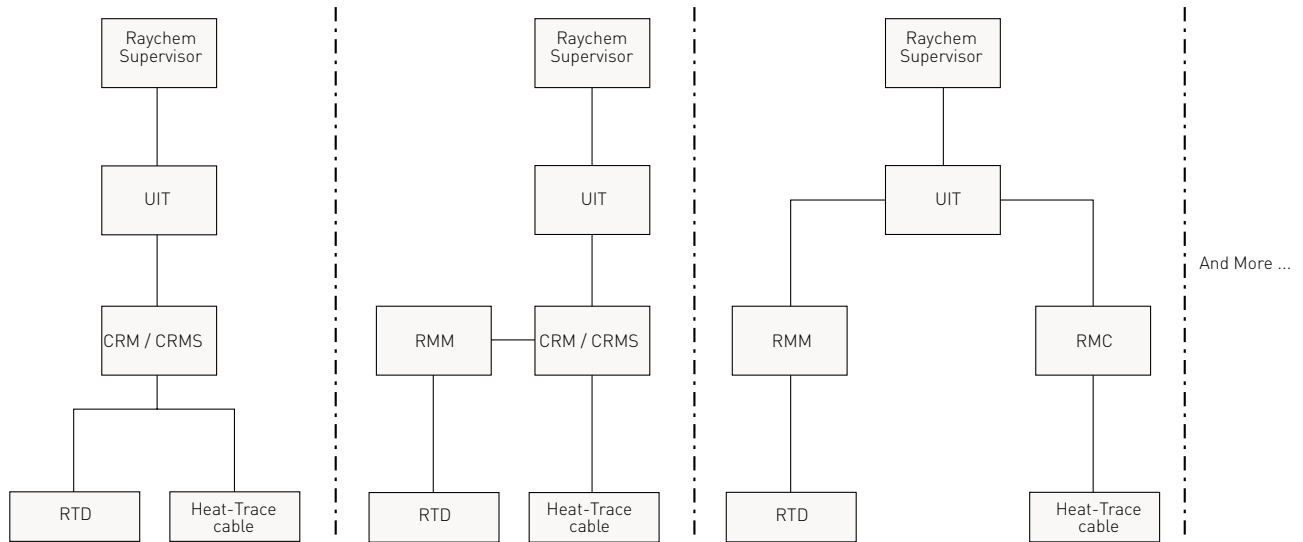 Raychem
Supervisor
UIT
CRM / CRMS
RTD
Heat-Trace
cable
Raychem
Supervisor
UIT
RMM
CRM / CRMS
RTD
Heat-Trace
cable
Raychem
Supervisor
UIT
RMM
RMC
RTD
Heat-Trace
cable
And More ...